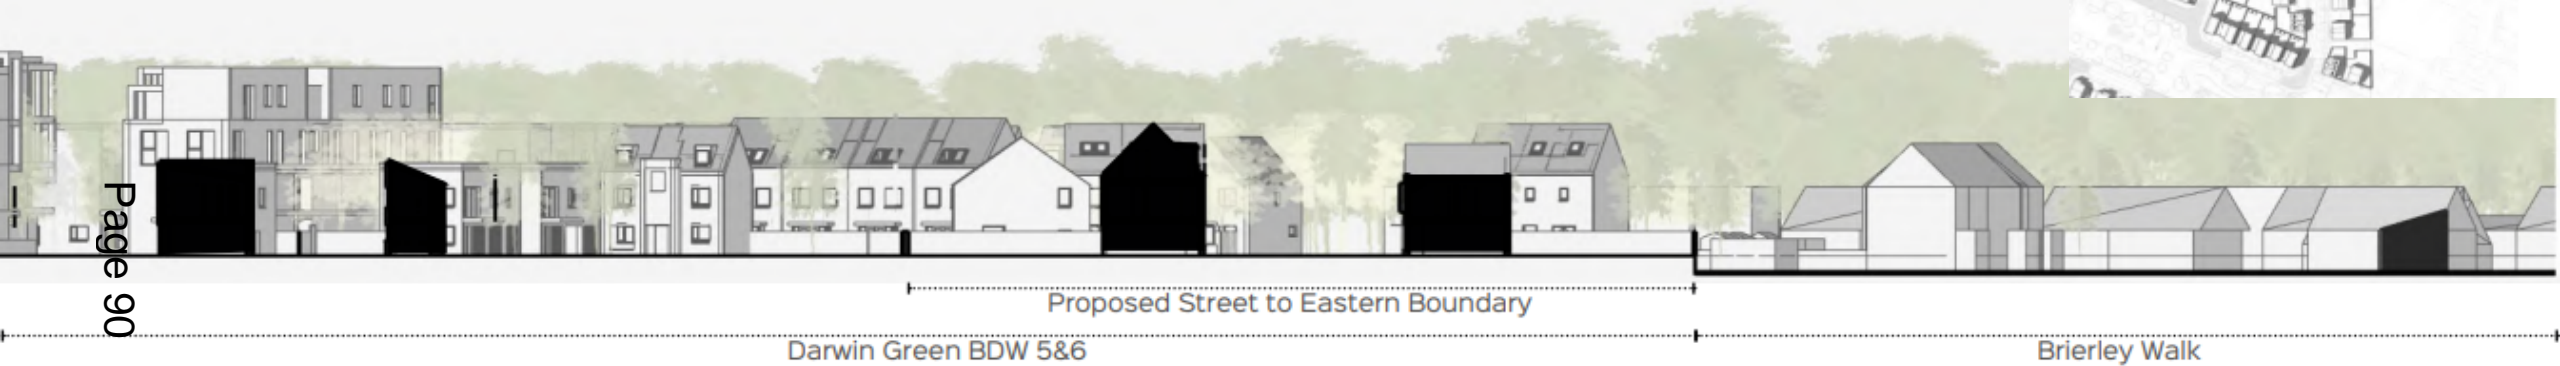 Page 90
Proposed Street to Eastern Boundary
Darwin Green BDW 5&6
Brierley Walk